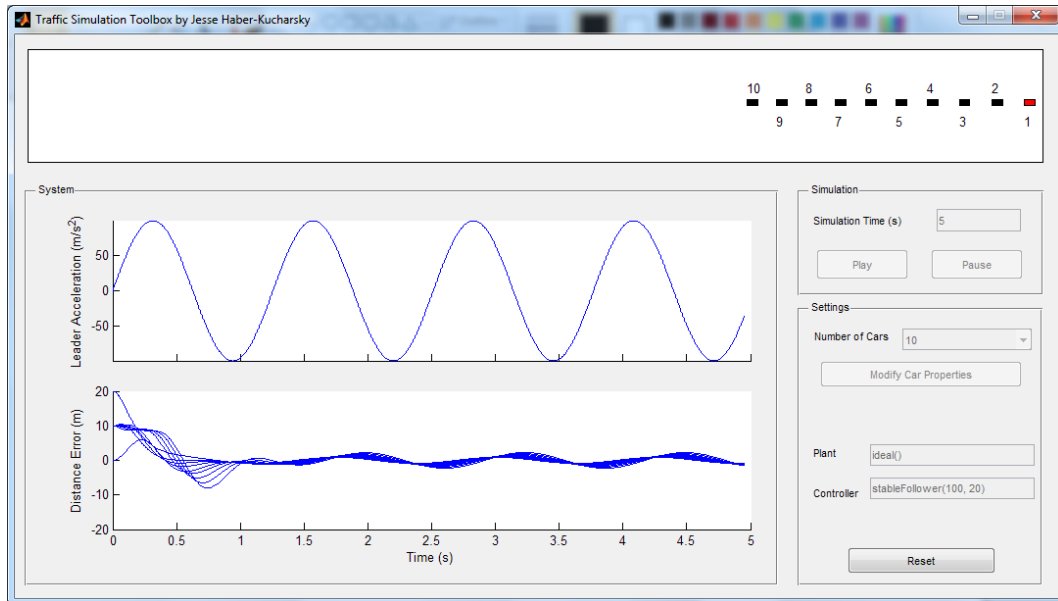 Traffic Simulation Toolbox by Jesse Haber-Kucharsky
10 8 6 4 2
9 7 5 3 1
System
Leader Acceleration (m/s²)
50
0
-50
Distance Error (m)
20
10
0
-10
-20
0 0.5 1 1.5 2 2.5 3 3.5 4 4.5 5
Time (s)
Simulation
Simulation Time (s) 5
Play Pause
Settings
Number of Cars 10
Modify Car Properties
Plant ideal()
Controller stableFollower(100, 20)
Reset